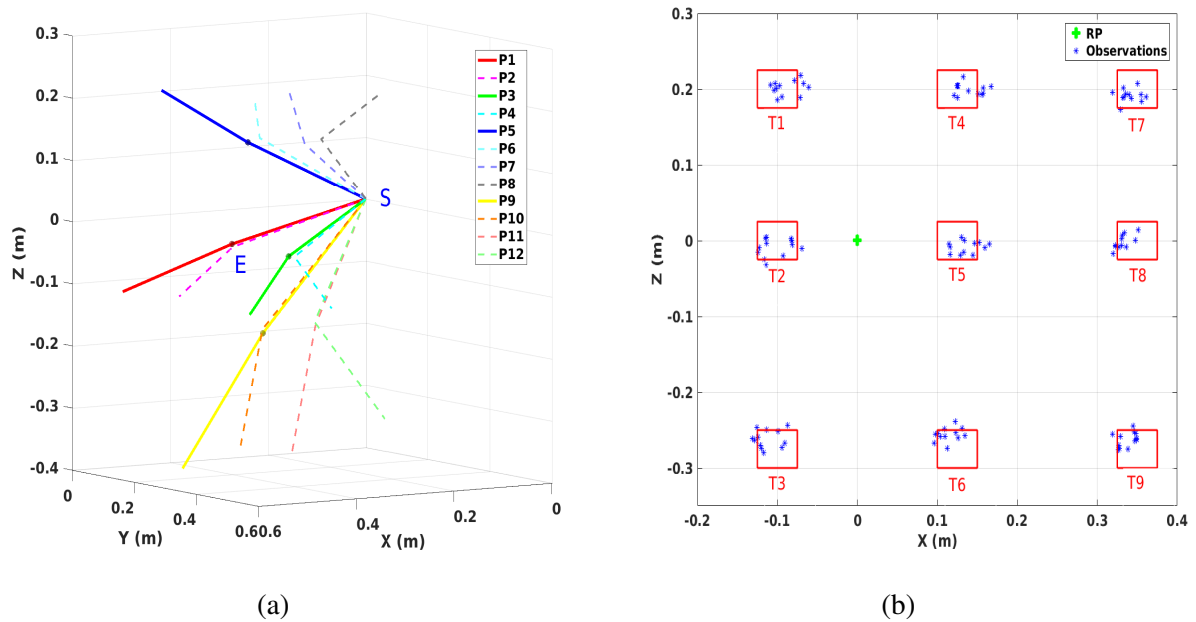 0.3
0.2
0.1
0
-0.1
-0.2
-0.3
-0.4
Z (m)
0
0.2
0.4
0.6
Y (m)
0.6
0.4
0.2
0
X (m)
S
E
P1
P2
P3
P4
P5
P6
P7
P8
P9
P10
P11
P12
(a)
0.3
0.2
0.1
0
-0.1
-0.2
-0.3
Z (m)
-0.2
-0.1
0
0.1
0.2
0.3
0.4
X (m)
RP
Observations
T1
T4
T7
T2
T5
T8
T3
T6
T9
(b)